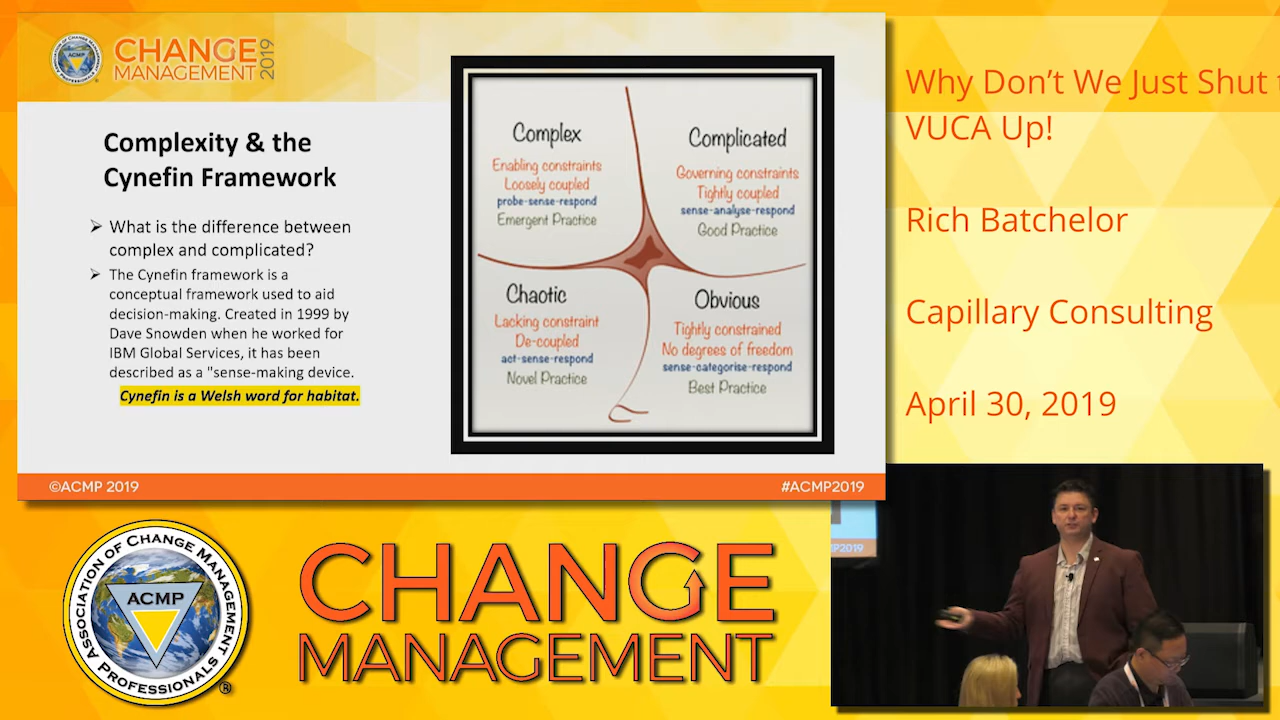 ASSOCIATION OF CHANGE MANAGEMENT PROFESSIONALS
ACMP
CHANGE
MANAGEMENT
2019
Complexity & the
Cynefin Framework
➢ What is the difference between
complex and complicated?
➢ The Cynefin framework is a
conceptual framework used to aid
decision-making. Created in 1999 by
Dave Snowden when he worked for
IBM Global Services, it has been
described as a "sense-making device.
Cynefin is a Welsh word for habitat.
Complex
Enabling constraints
Loosely coupled
probe-sense-respond
Emergent Practice
Complicated
Governing constraints
Tightly coupled
sense-analyse-respond
Good Practice
Chaotic
Lacking constraint
De-coupled
act-sense-respond
Novel Practice
Obvious
Tightly constrained
No degrees of freedom
sense-categorise-respond
Best Practice
©ACMP 2019
#ACMP2019
Why Don't We Just Shut
VUCA Up!
Rich Batchelor
Capillary Consulting
April 30, 2019
ASSOCIATION OF CHANGE MANAGEMENT PROFESSIONALS
ACMP
®
CHANGE
MANAGEMENT